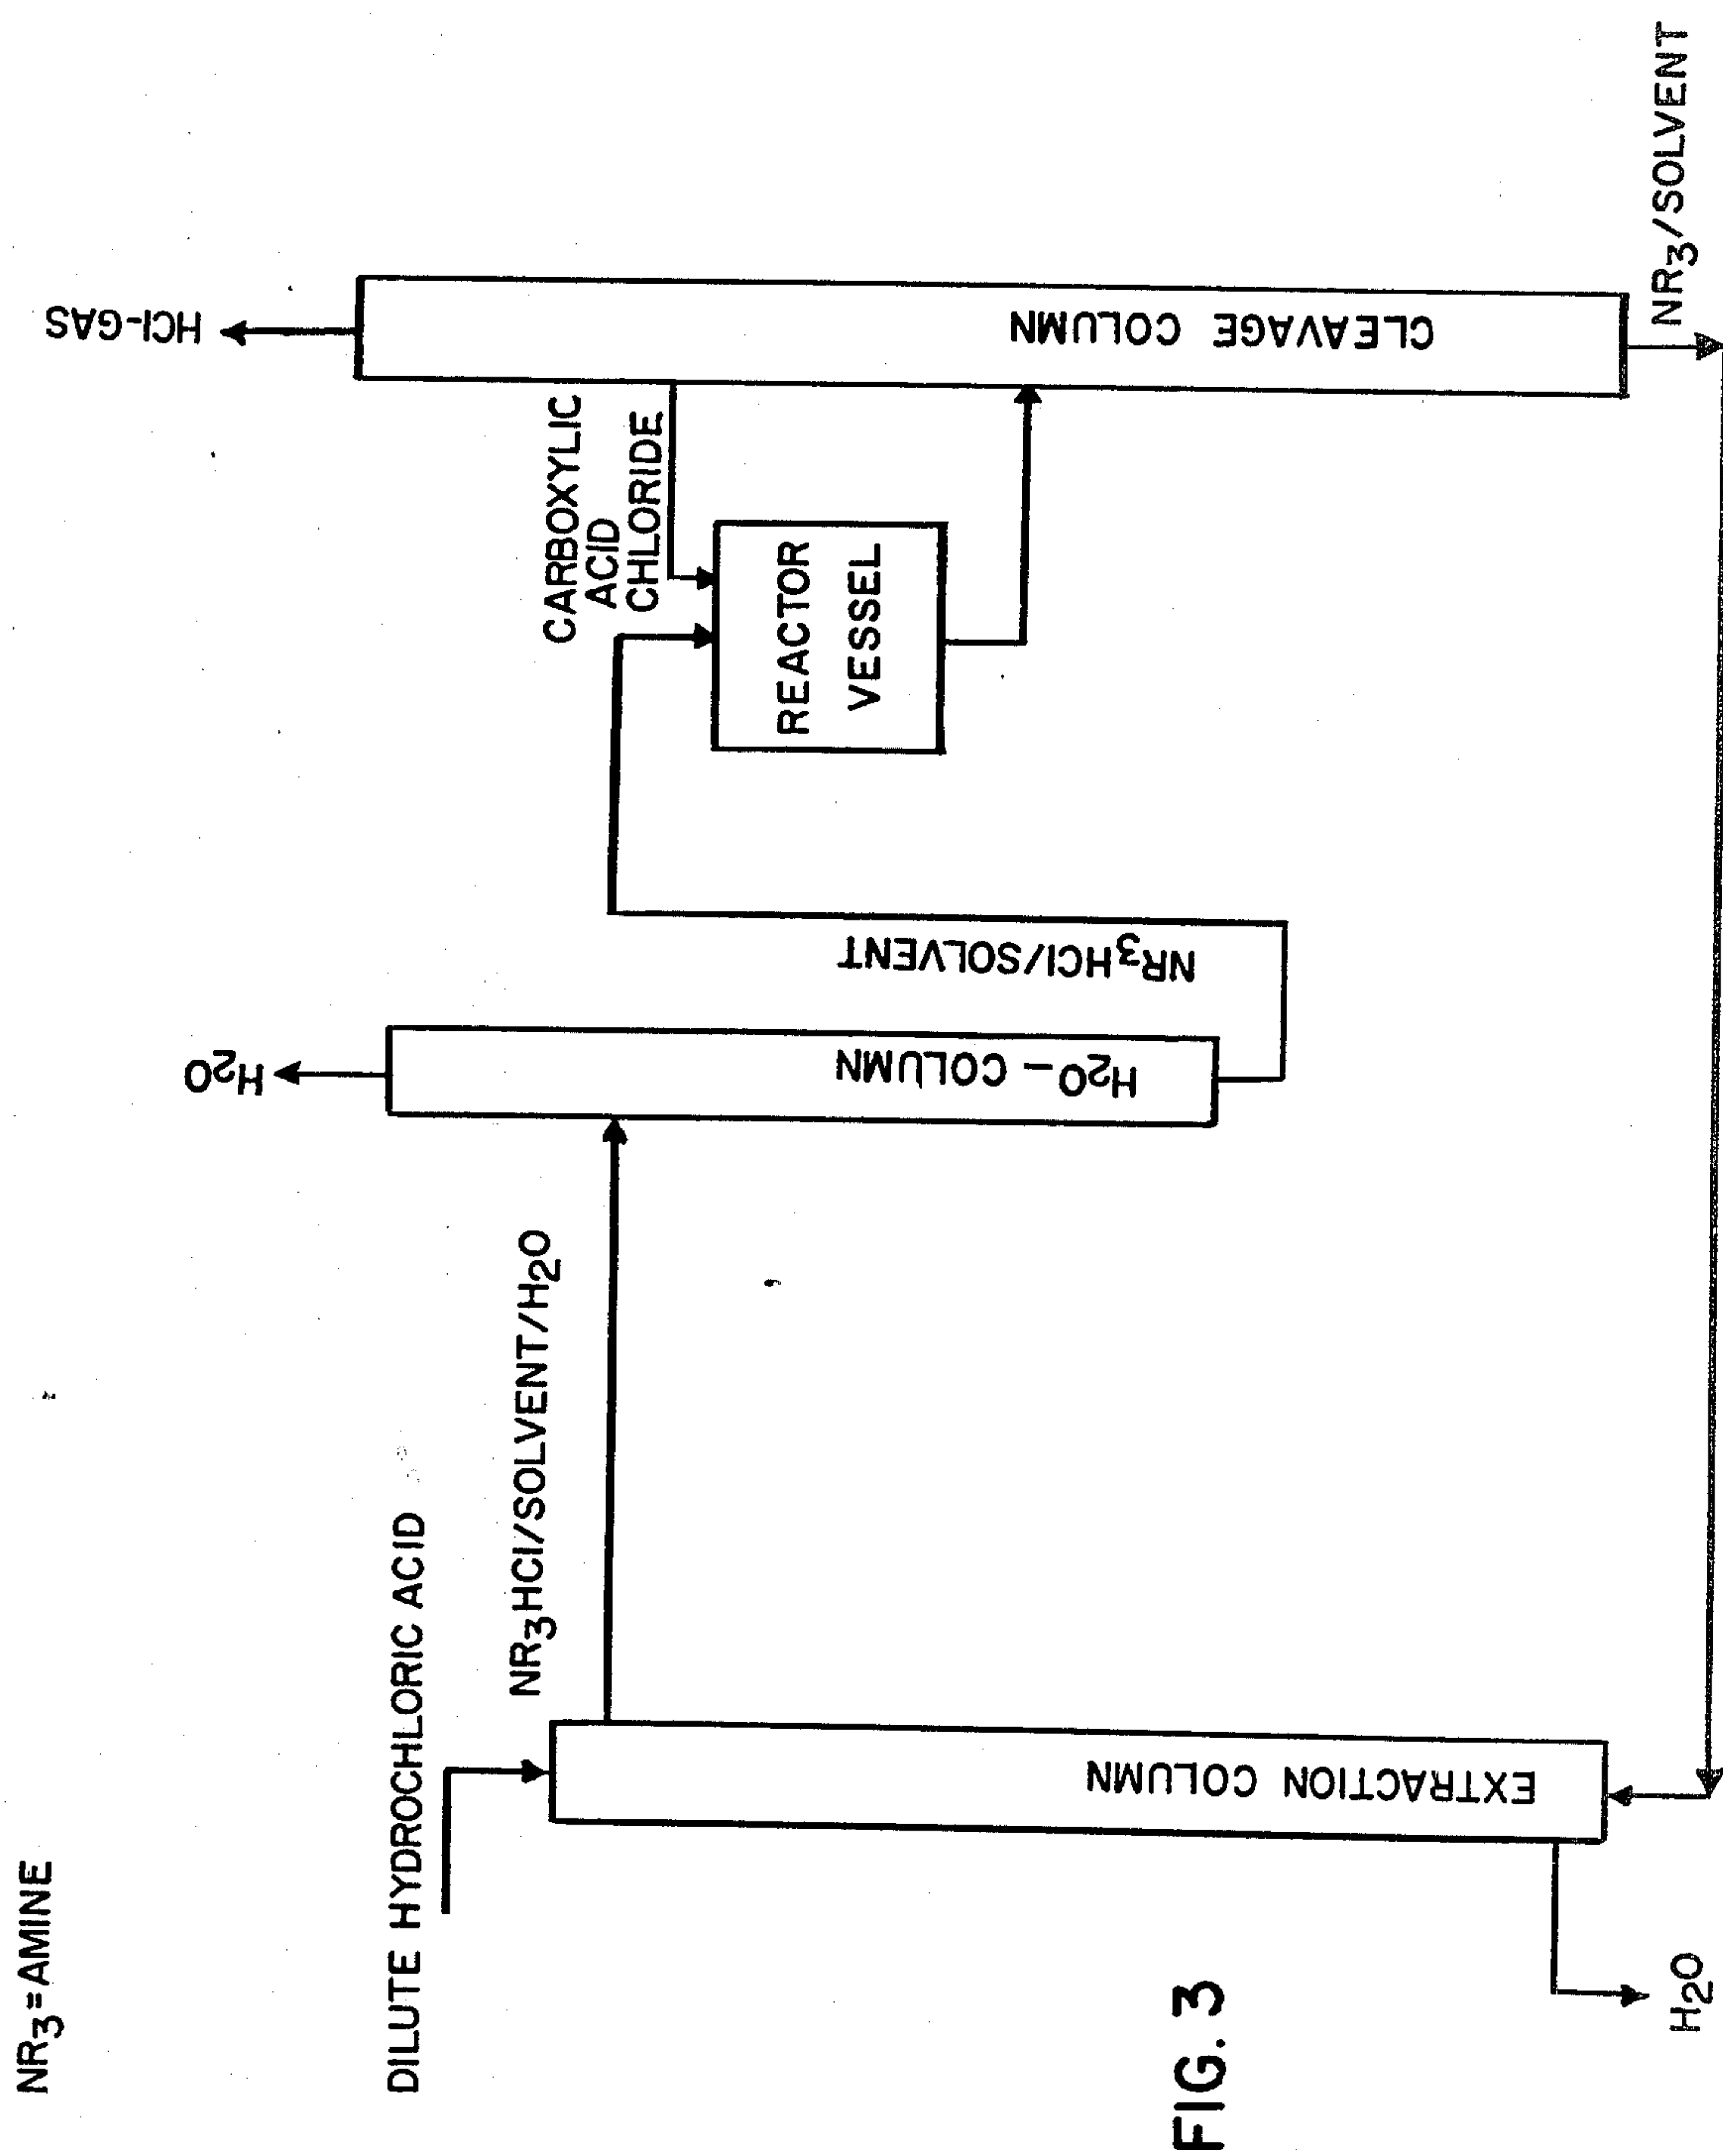 NR3=AMINE
DILUTE HYDROCHLORIC ACID
NR3HCl/SOLVENT/H2O
EXTRACTION COLUMN
H2O
H2O
H2O – COLUMN
NR3HCl/SOLVENT
CARBOXYLIC
ACID
CHLORIDE
REACTOR
VESSEL
HCl-GAS
CLEAVAGE COLUMN
NR3/SOLVENT
FIG. 3